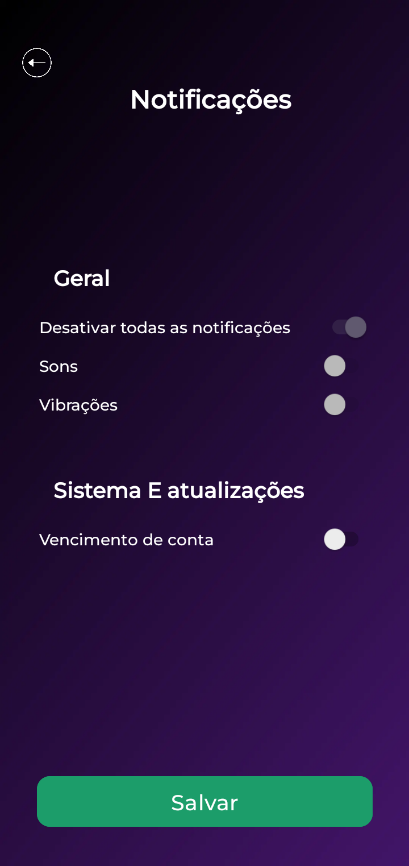 Notificações
Geral
Desativar todas as notificações
Sons
Vibrações
Sistema E atualizações
Vencimento de conta
Salvar